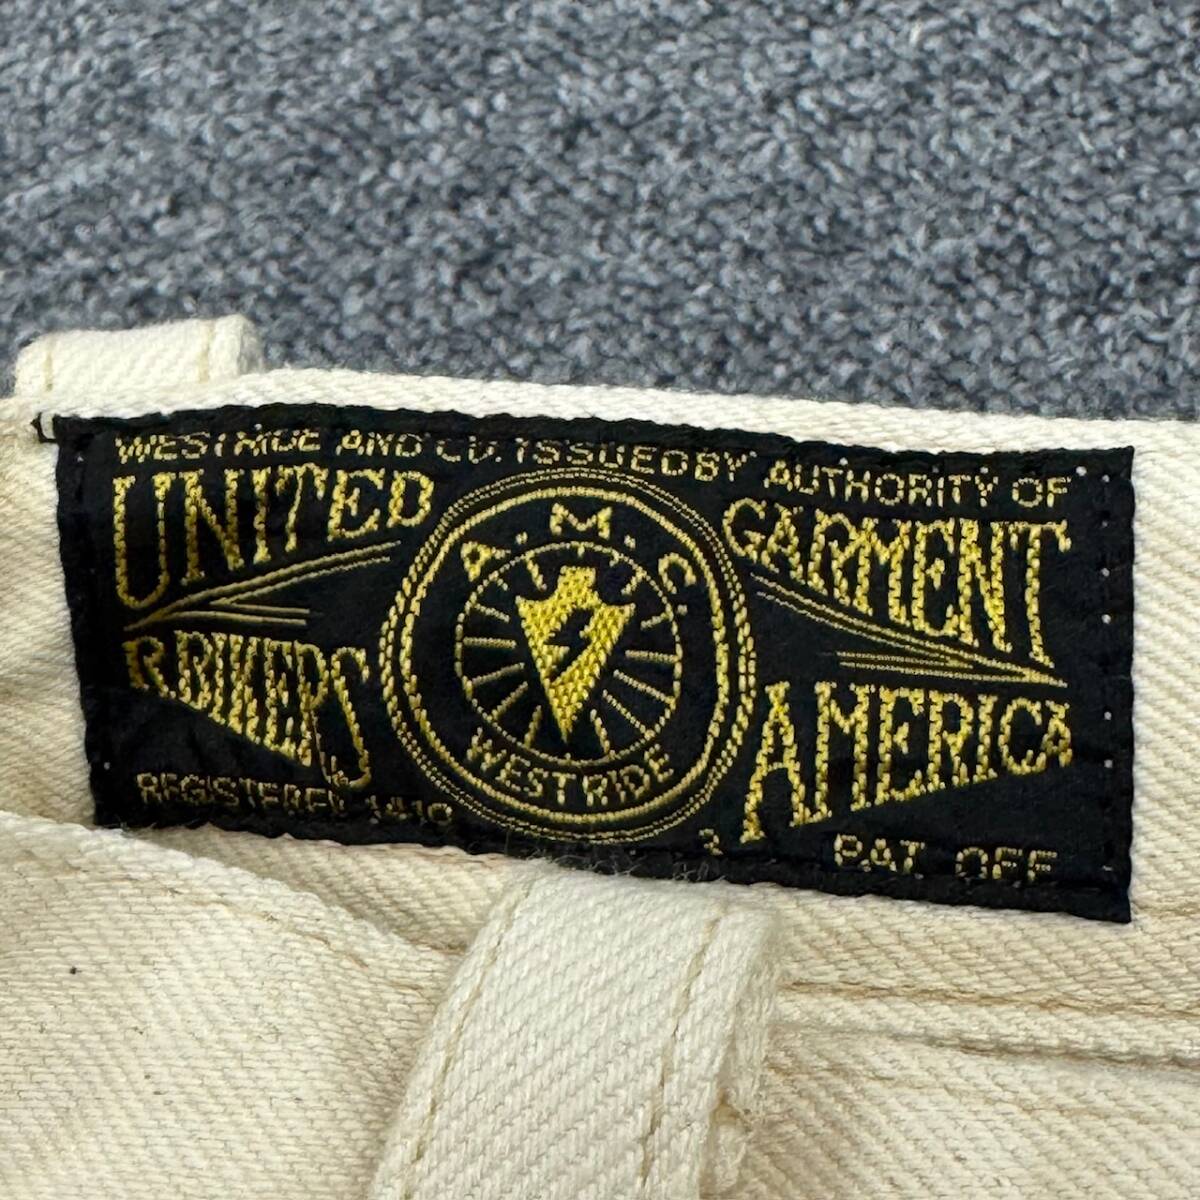 WESTRIDE AND CO. ISSUED BY AUTHORITY OF
UNITED GARMENT
R.BIKERS AMERICA
A.M.C.
WESTRIDE
REGISTERED 1410
PAT. OFF